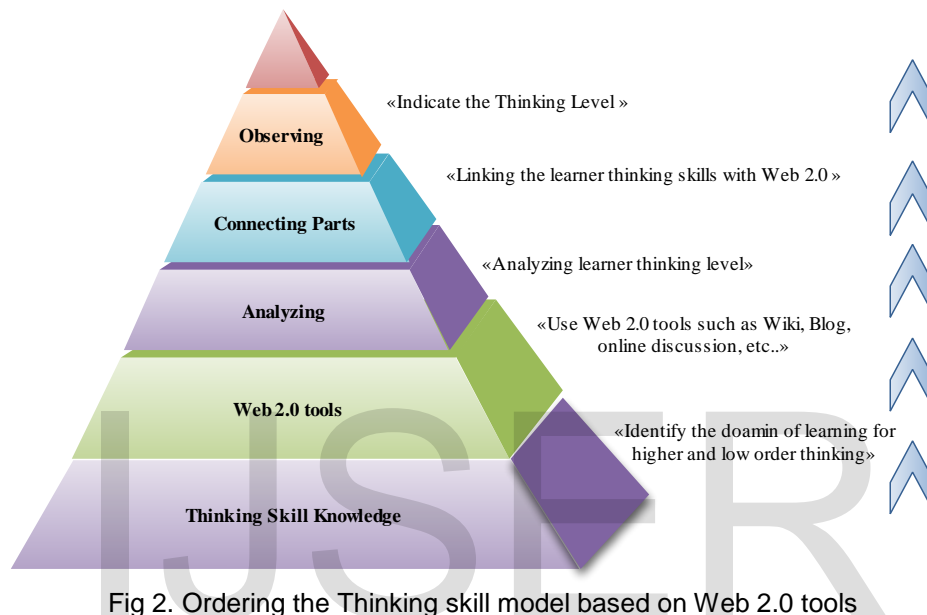 «Indicate the Thinking Level »
Observing
«Linking the learner thinking skills with Web 2.0 »
Connecting Parts
«Analyzing learner thinking level»
Analyzing
«Use Web 2.0 tools such as Wiki, Blog,
online discussion, etc..»
Web 2.0 tools
«Identify the doamin of learning for
higher and low order thinking»
Thinking Skill Knowledge
IJSER
Fig 2. Ordering the Thinking skill model based on Web 2.0 tools